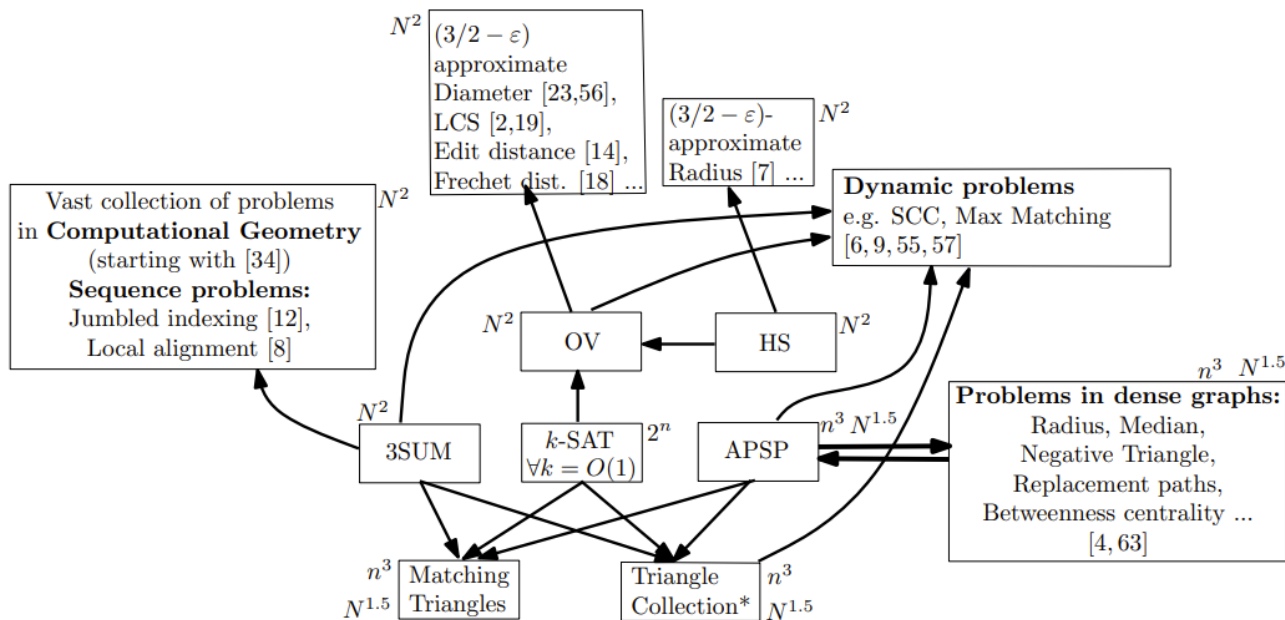 N^2
(3/2 − ε)
approximate
Diameter [23,56],
LCS [2,19],
Edit distance [14],
Frechet dist. [18] ...
(3/2 − ε)-
approximate
Radius [7] ...
N^2
Vast collection of problems
in Computational Geometry
(starting with [34])
Sequence problems:
Jumbled indexing [12],
Local alignment [8]
N^2
Dynamic problems
e.g. SCC, Max Matching
[6, 9, 55, 57]
N^2
OV
HS
N^2
n^3 N^1.5
Problems in dense graphs:
Radius, Median,
Negative Triangle,
Replacement paths,
Betweenness centrality ...
[4, 63]
N^2
3SUM
k-SAT
∀k = O(1)
2^n
APSP
n^3 N^1.5
n^3
N^1.5
Matching
Triangles
Triangle
Collection*
n^3
N^1.5